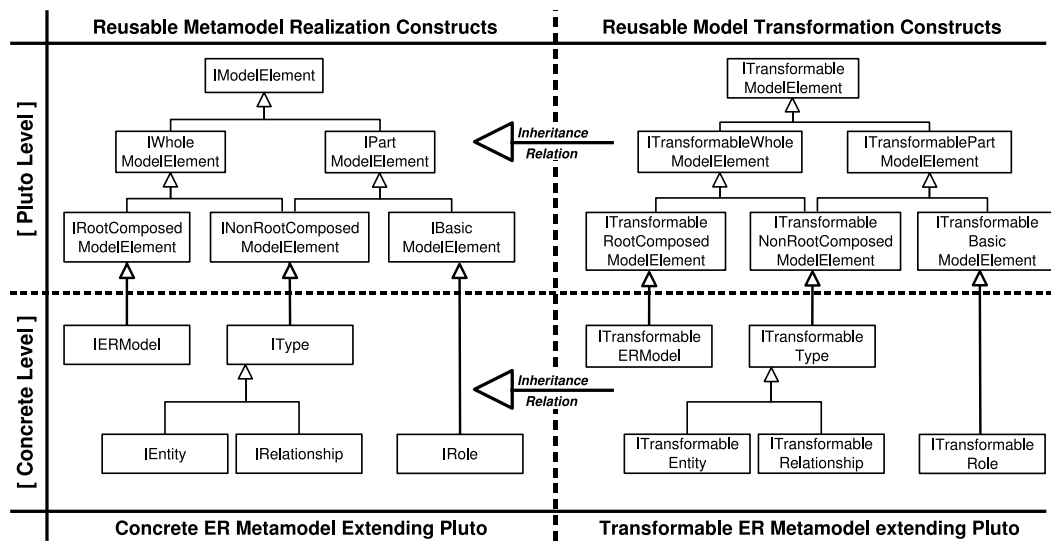 Reusable Metamodel Realization Constructs
Reusable Model Transformation Constructs
[ Pluto Level ]
IModelElement
IWhole
ModelElement
IPart
ModelElement
IRootComposed
ModelElement
INonRootComposed
ModelElement
IBasic
ModelElement
Inheritance
Relation
ITransformable
ModelElement
ITransformableWhole
ModelElement
ITransformablePart
ModelElement
ITransformable
RootComposed
ModelElement
ITransformable
NonRootComposed
ModelElement
ITransformable
Basic
ModelElement
[ Concrete Level ]
IERModel
IType
IEntity
IRelationship
IRole
Inheritance
Relation
ITransformable
ERModel
ITransformable
Type
ITransformable
Entity
ITransformable
Relationship
ITransformable
Role
Concrete ER Metamodel Extending Pluto
Transformable ER Metamodel extending Pluto